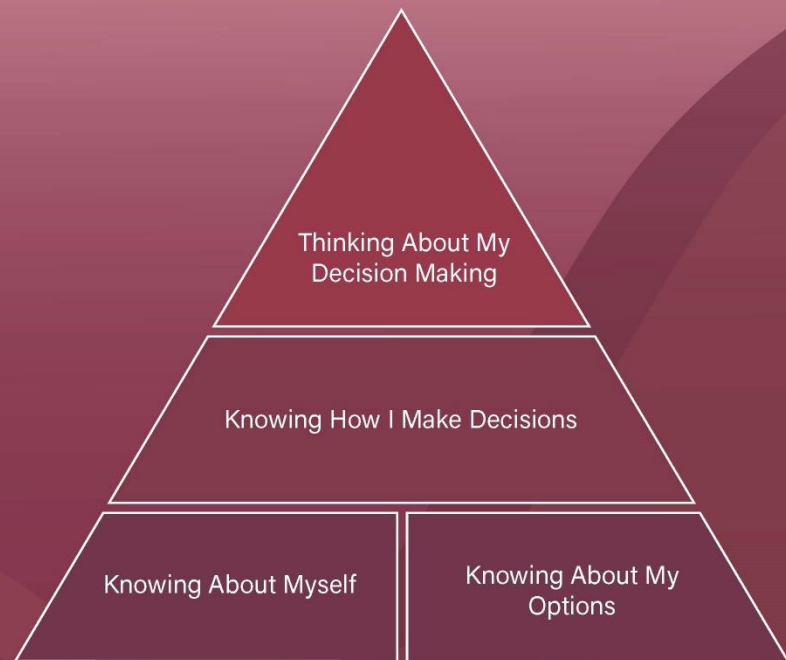 Thinking About My
Decision Making
Knowing How I Make Decisions
Knowing About Myself
Knowing About My
Options